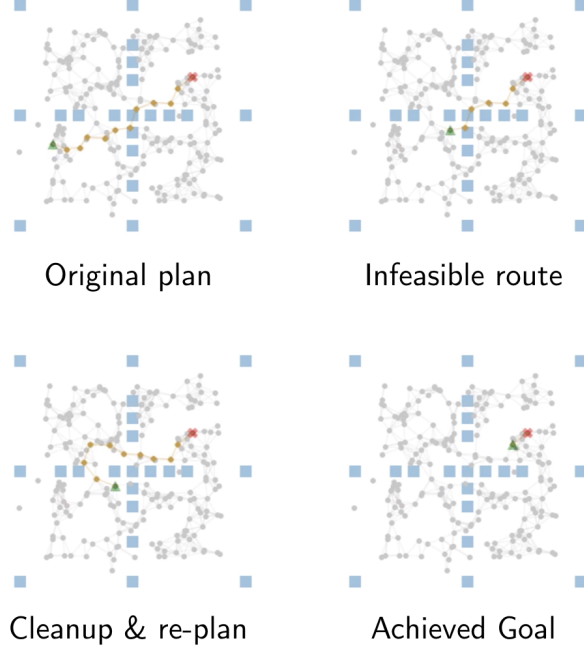 Original plan
Infeasible route
Cleanup & re-plan
Achieved Goal